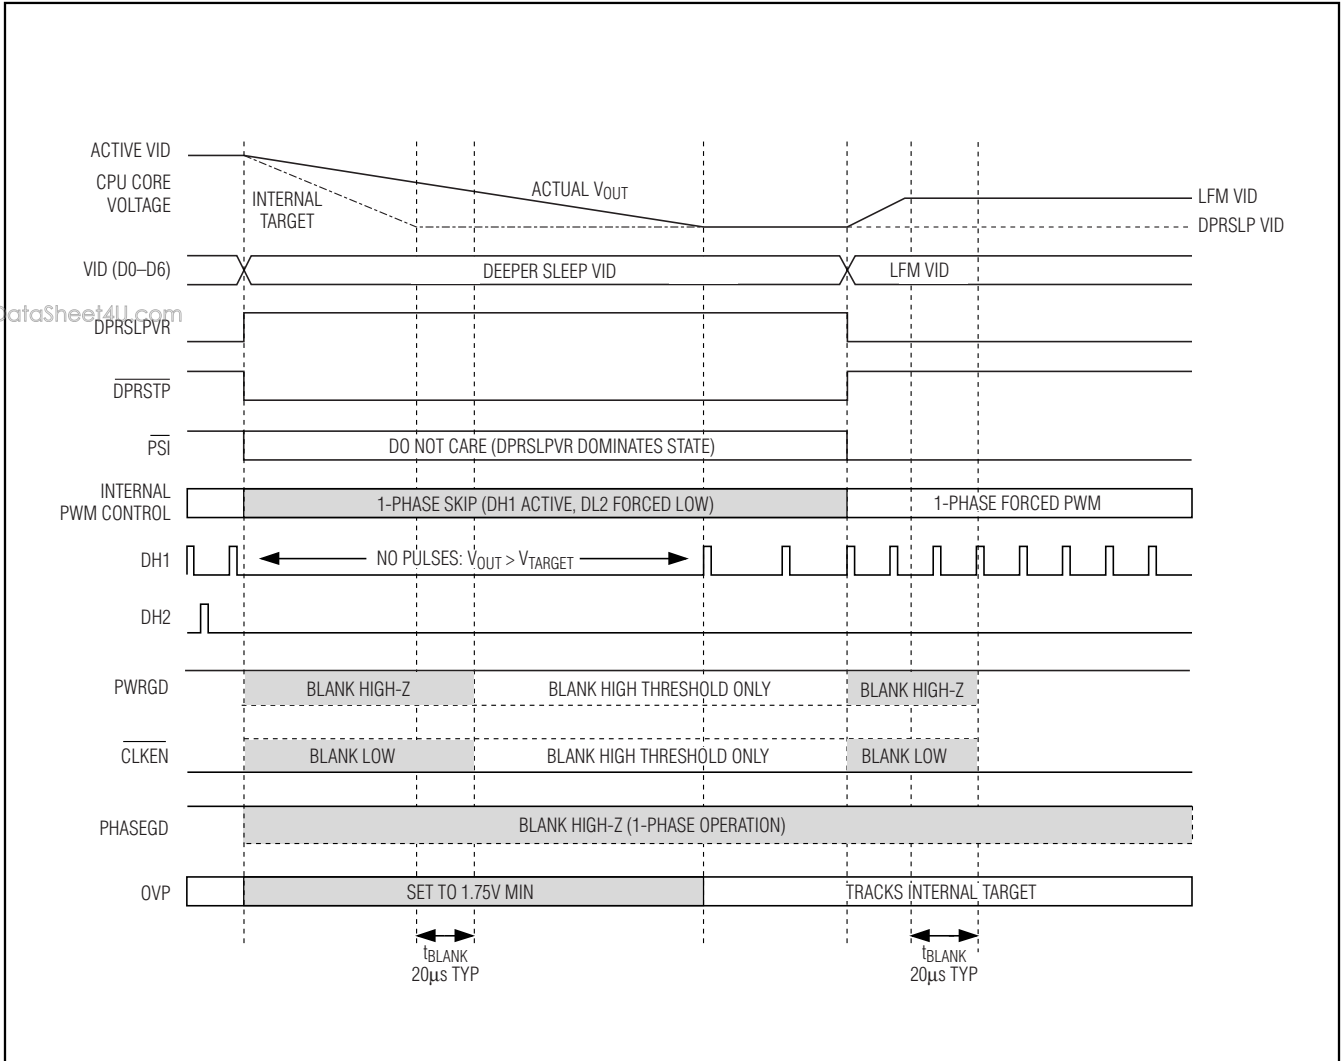 ACTIVE VID
CPU CORE
VOLTAGE
INTERNAL
TARGET
ACTUAL VOUT
LFM VID
DPRSLP VID
VID (D0–D6)
DEEPER SLEEP VID
LFM VID
DataSheet4U.com
DPRSLPVR
DPRSTP
PSI
DO NOT CARE (DPRSLPVR DOMINATES STATE)
INTERNAL
PWM CONTROL
1-PHASE SKIP (DH1 ACTIVE, DL2 FORCED LOW)
1-PHASE FORCED PWM
DH1
NO PULSES: VOUT > VTARGET
DH2
PWRGD
BLANK HIGH-Z
BLANK HIGH THRESHOLD ONLY
BLANK HIGH-Z
CLKEN
BLANK LOW
BLANK HIGH THRESHOLD ONLY
BLANK LOW
PHASEGD
BLANK HIGH-Z (1-PHASE OPERATION)
OVP
SET TO 1.75V MIN
TRACKS INTERNAL TARGET
tBLANK
20µs TYP
tBLANK
20µs TYP